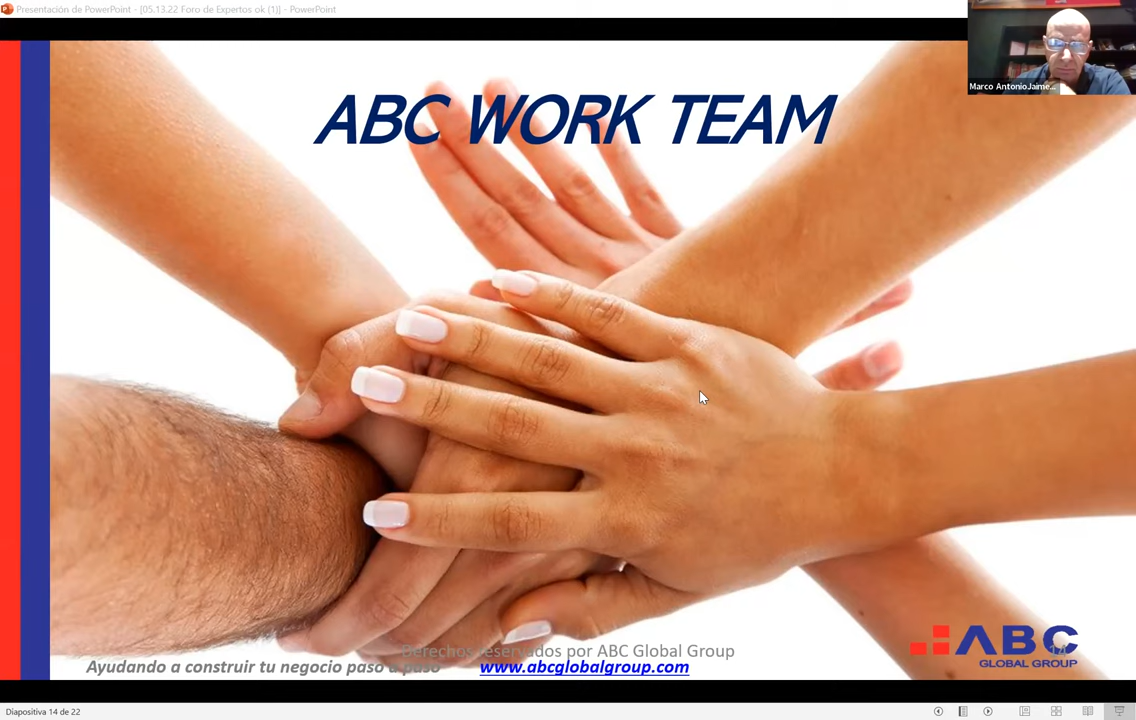 Presentación de PowerPoint - [05.13.22 Foro de Expertos ok (1)] - PowerPoint
Marco AntonioJaime...
ABC WORK TEAM
Derechos reservados por ABC Global Group
Ayudando a construir tu negocio paso a paso
www.abcglobalgroup.com
ABC
GLOBAL GROUP
14
Diapositiva 14 de 22